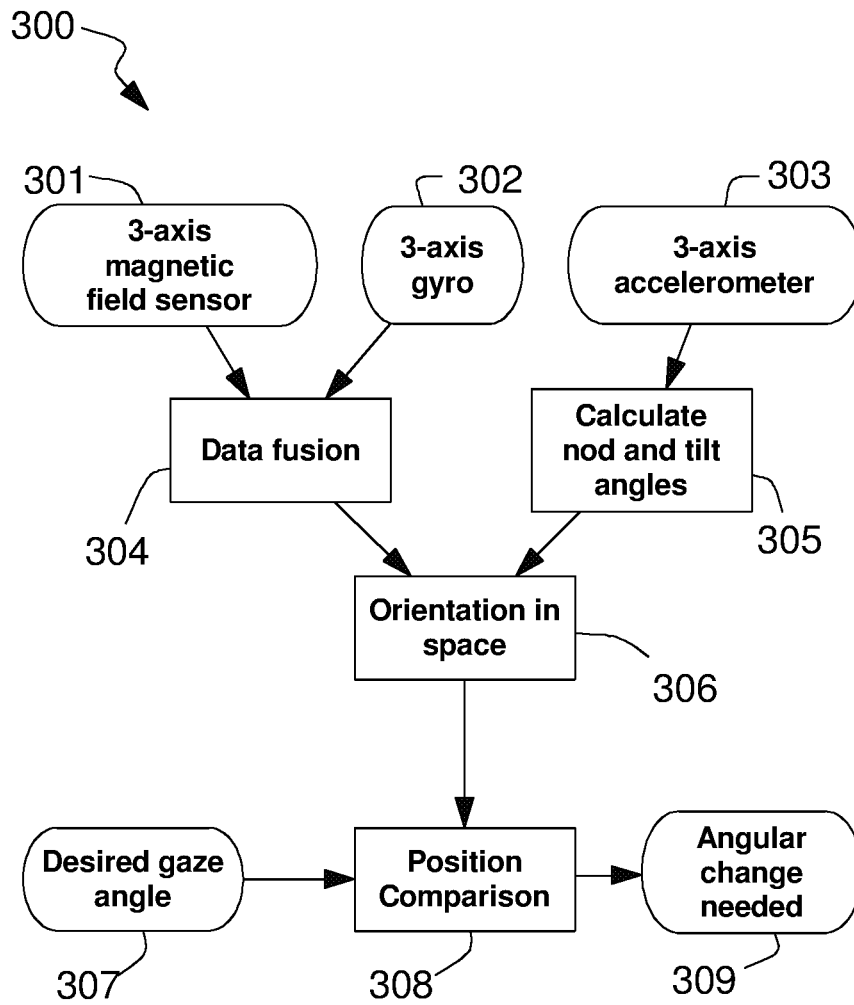 300
301
302
303
3-axis
magnetic
field sensor
3-axis
gyro
3-axis
accelerometer
Data fusion
Calculate
nod and tilt
angles
304
305
Orientation in
space
306
Desired gaze
angle
Position
Comparison
Angular
change
needed
307
308
309